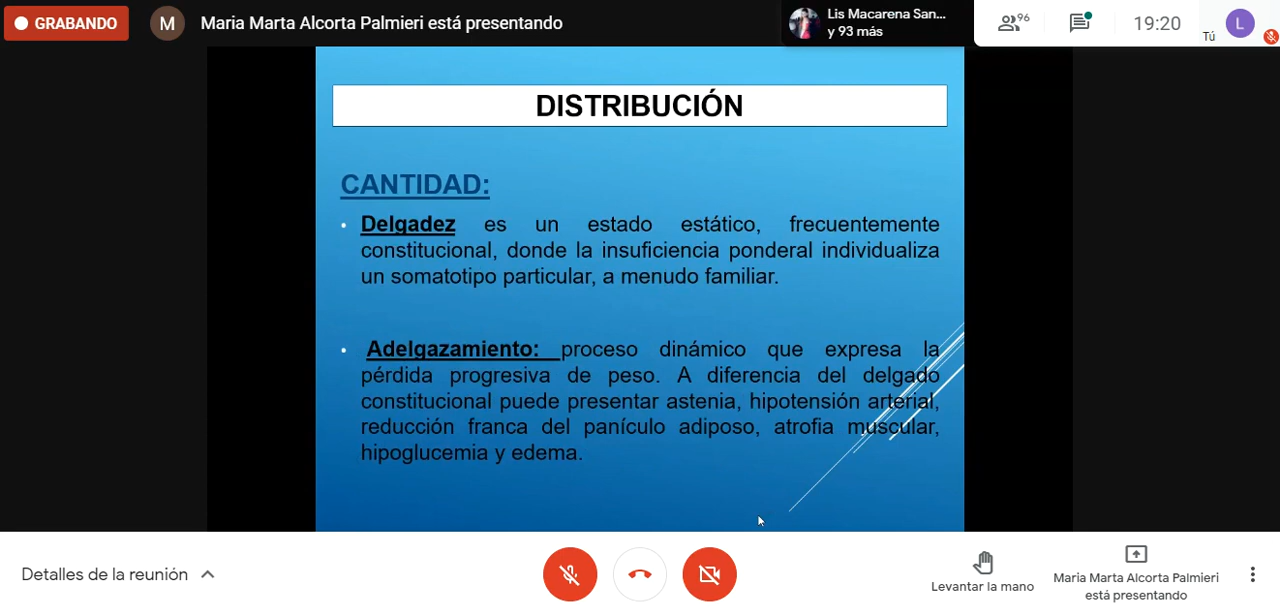 GRABANDO
M
Maria Marta Alcorta Palmieri está presentando
Lis Macarena San...
y 93 más
96
19:20
Tú
L
DISTRIBUCIÓN
CANTIDAD:
• Delgadez es un estado estático, frecuentemente
constitucional, donde la insuficiencia ponderal individualiza
un somatotipo particular, a menudo familiar.
• Adelgazamiento: proceso dinámico que expresa la
pérdida progresiva de peso. A diferencia del delgado
constitucional puede presentar astenia, hipotensión arterial,
reducción franca del panículo adiposo, atrofia muscular,
hipoglucemia y edema.
Detalles de la reunión
Levantar la mano
Maria Marta Alcorta Palmieri
está presentando